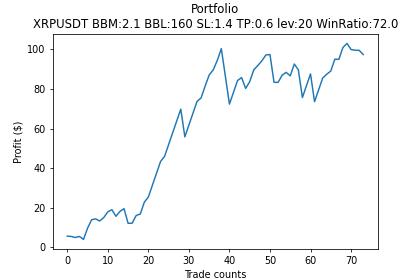 Portfolio
XRPUSDT BBM:2.1 BBL:160 SL:1.4 TP:0.6 lev:20 WinRatio:72.0
100
80
60
40
20
0
Profit ($)
0 10 20 30 40 50 60 70
Trade counts